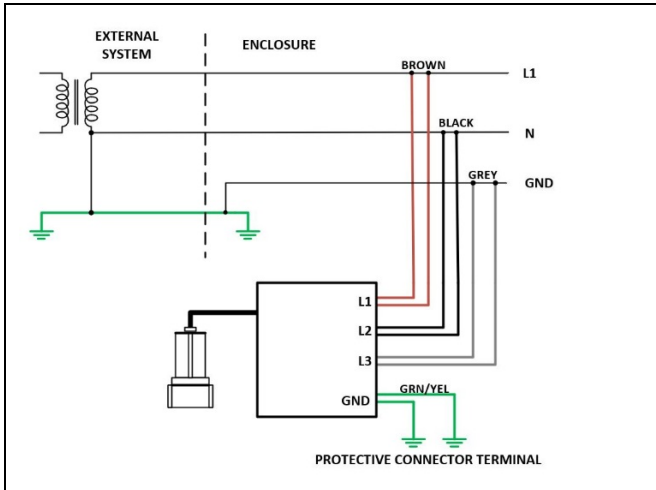 EXTERNAL
SYSTEM
ENCLOSURE
BROWN
L1
BLACK
N
GREY
GND
L1
L2
L3
GND
GRN/YEL
PROTECTIVE CONNECTOR TERMINAL